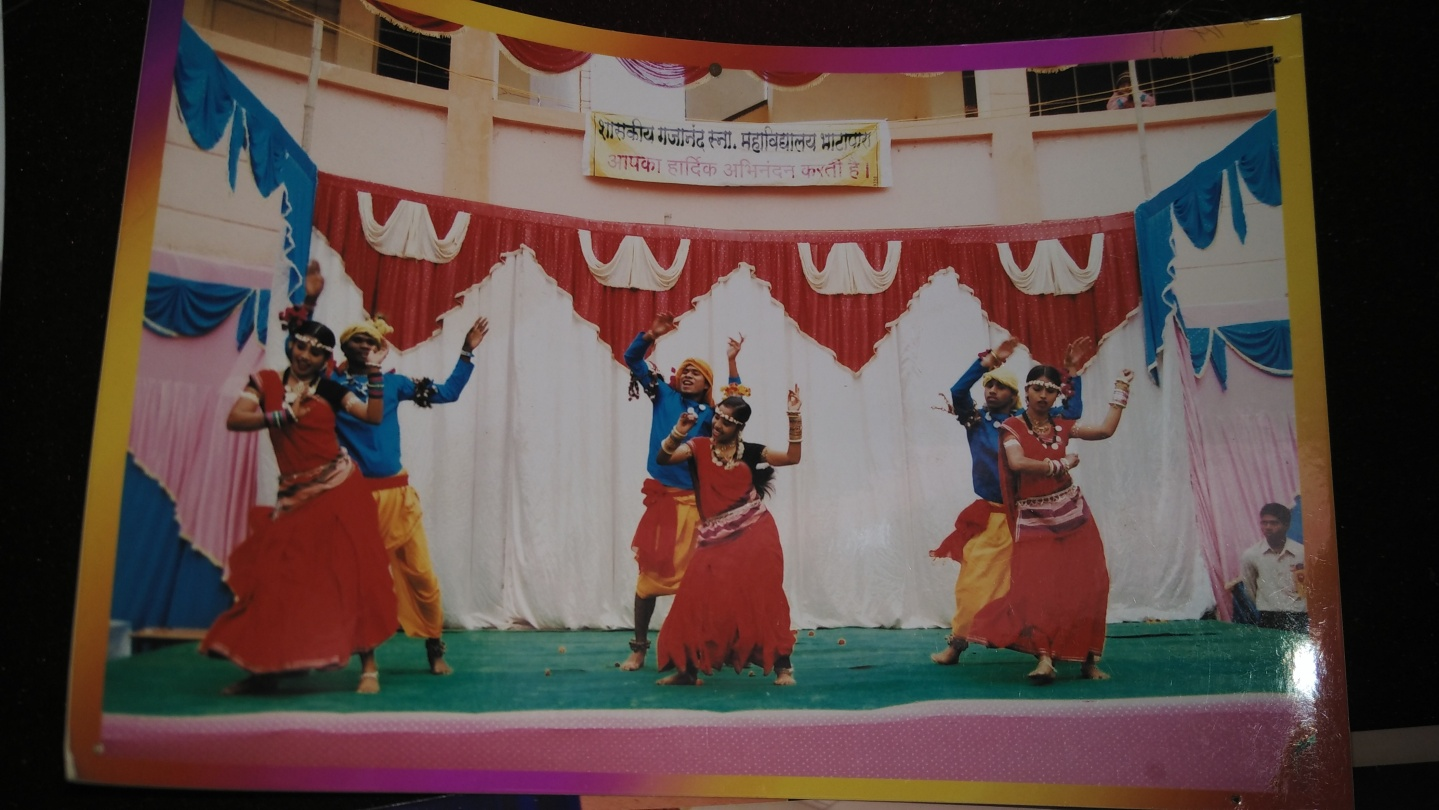 शासकीय गजानंद स्ना. महाविद्यालय भाटापारा
आपका हार्दिक अभिनंदन करती है।